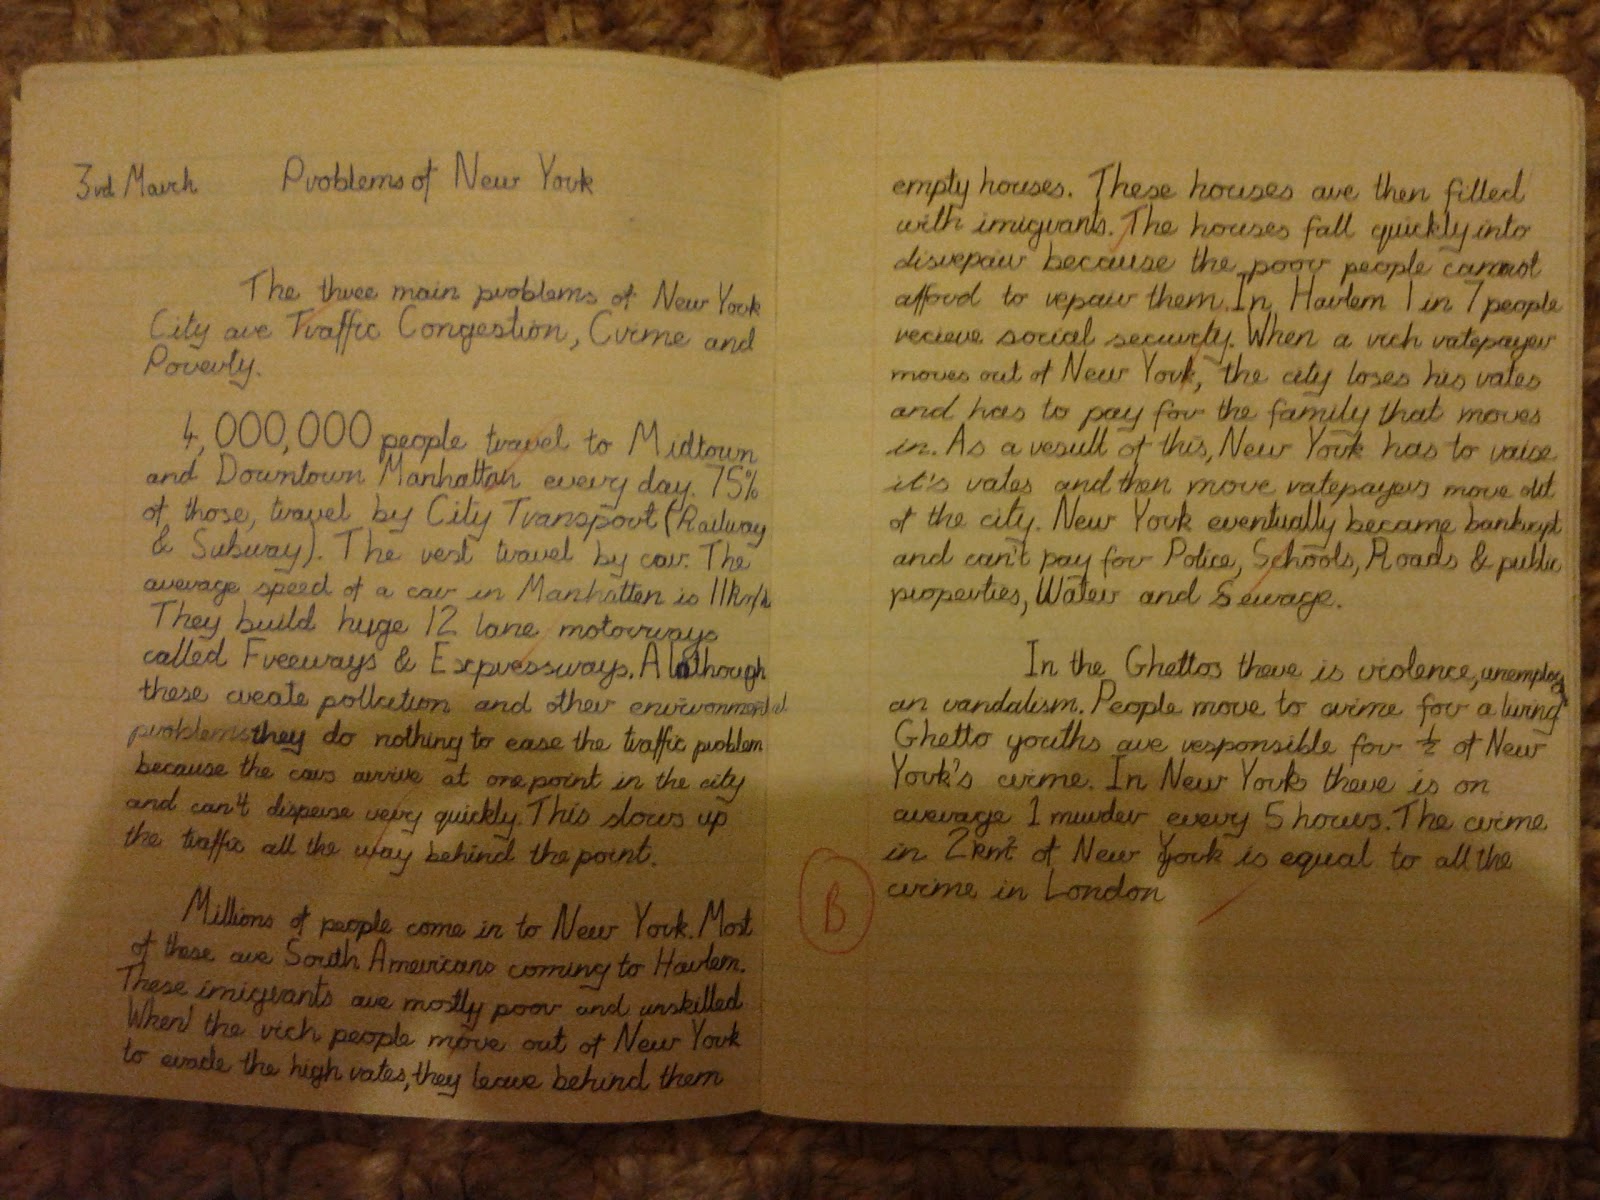 3rd March Problems of New York
The three main problems of New York
City are Traffic Congestion, Crime and
Poverty.
4,000,000 people travel to Midtown
and Downtown Manhattan every day. 75%
of those, travel by City Transport (Railway
& Subway). The rest travel by car. The
average speed of a car in Manhatten is 11km/h
They build huge 12 lane motorways
called Freeways & Expressways. Although
these create pollution and other environmental
problems they do nothing to ease the traffic problem
because the cars arrive at one point in the city
and can't disperse very quickly. This slows up
the traffic all the way behind the point.
Millions of people come in to New York. Most
of these are South Americans coming to Harlem.
These imigrants are mostly poor and unskilled
When the rich people move out of New York
to evade the high rates, they leave behind them
empty houses. These houses are then filled
with imigrants. The houses fall quickly into
disrepair because the poor people cannot
afford to repair them. In Harlem 1 in 7 people
recieve social security. When a rich ratepayer
moves out of New York, the city loses his rates
and has to pay for the family that moves
in. As a result of this, New York has to raise
it's rates and then more ratepayers move out
of the city. New York eventually became bankrupt
and can't pay for Police, Schools, Roads & public
properties, Water and Sewage.
In the Ghettos there is violence,
an vandalism. People move to crime for a living
Ghetto youths are responsible for ½ of New
York's crime. In New York there is on
average 1 murder every 5 hours. The crime
in 2km² of New York is equal to all the
crime in London
B